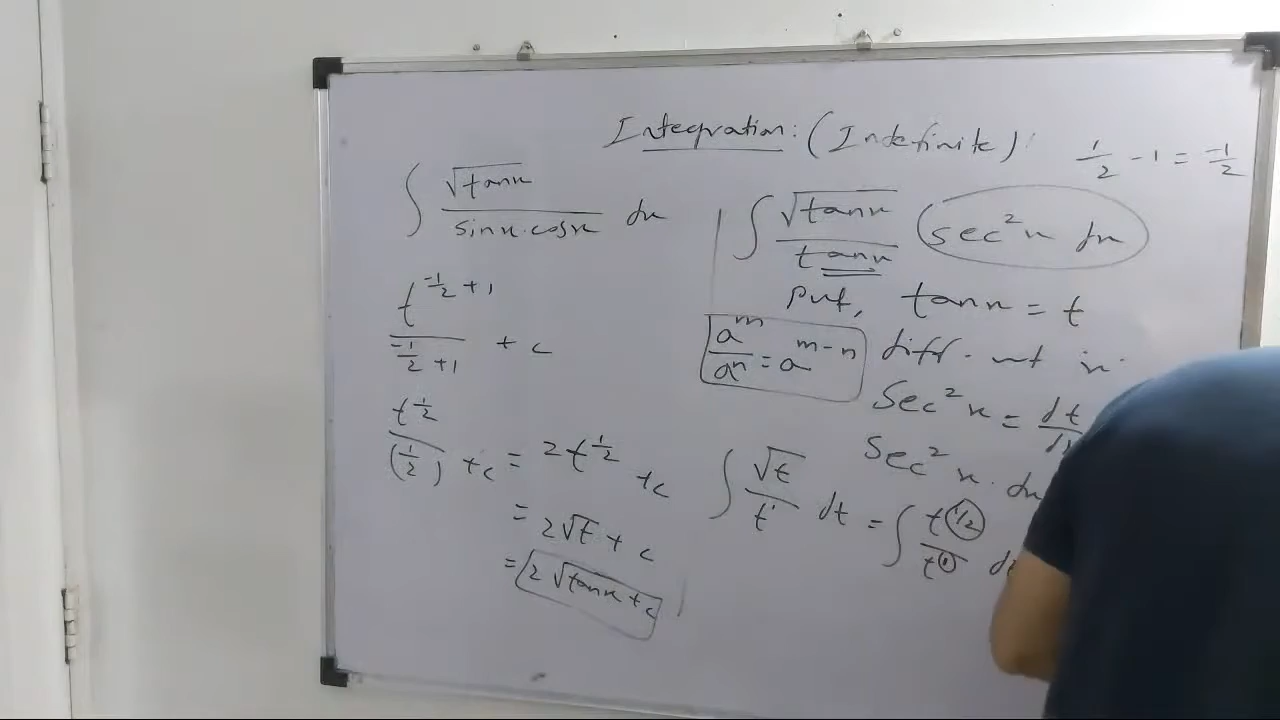 Integration: (Indefinite)
1/2 - 1 = -1/2
∫ √tanx / sinx·cosx dx
t^(-1/2 + 1) / (-1/2 + 1) + c
t^(1/2) / (1/2) + c = 2t^(1/2) + c
= 2√t + c
= 2√tanx + c
∫ √tanx / tanx sec²x dx
Put, tanx = t
a^m / a^n = a^(m-n)
diff. wrt x.
Sec²x = dt /
Sec²x. dx
∫ √t / t¹ dt = ∫ t^(1/2) / t^(1)